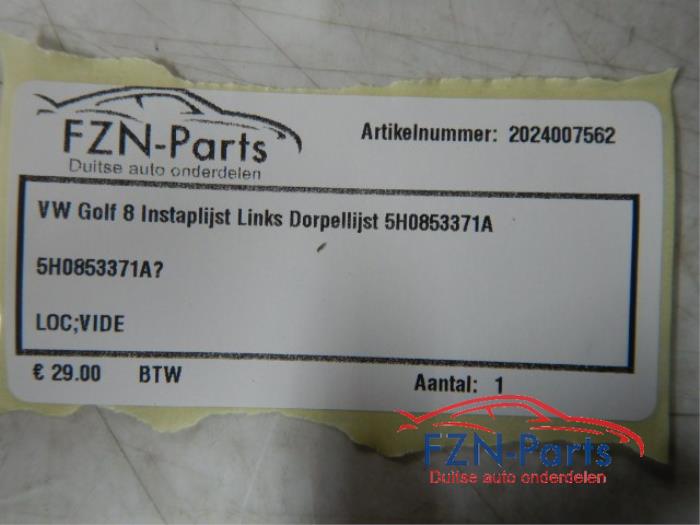 FZN-Parts
Duitse auto onderdelen
Artikelnummer: 2024007562
VW Golf 8 Instaplijst Links Dorpellijst 5H0853371A
5H0853371A?
LOC;VIDE
€ 29.00 BTW
Aantal: 1
FZN-Parts
Duitse auto onderdelen